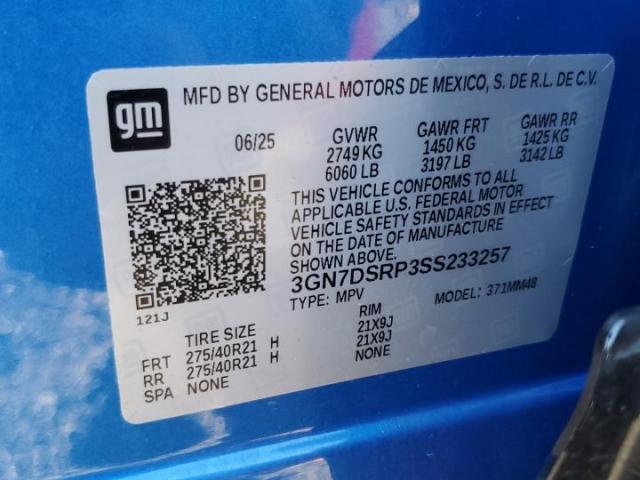 gm
MFD BY GENERAL MOTORS DE MEXICO, S. DE R.L. DE C.V.
06/25 GVWR GAWR FRT GAWR RR
2749 KG 1450 KG 1425 KG
6060 LB 3197 LB 3142 LB
THIS VEHICLE CONFORMS TO ALL
APPLICABLE U.S. FEDERAL MOTOR
VEHICLE SAFETY STANDARDS IN EFFECT
ON THE DATE OF MANUFACTURE
SHOWN ABOVE.
3GN7DSRP3SS233257
TYPE: MPV MODEL: 371MM48
121J
TIRE SIZE RIM
FRT 275/40R21 H 21X9J
RR 275/40R21 H 21X9J
SPA NONE NONE